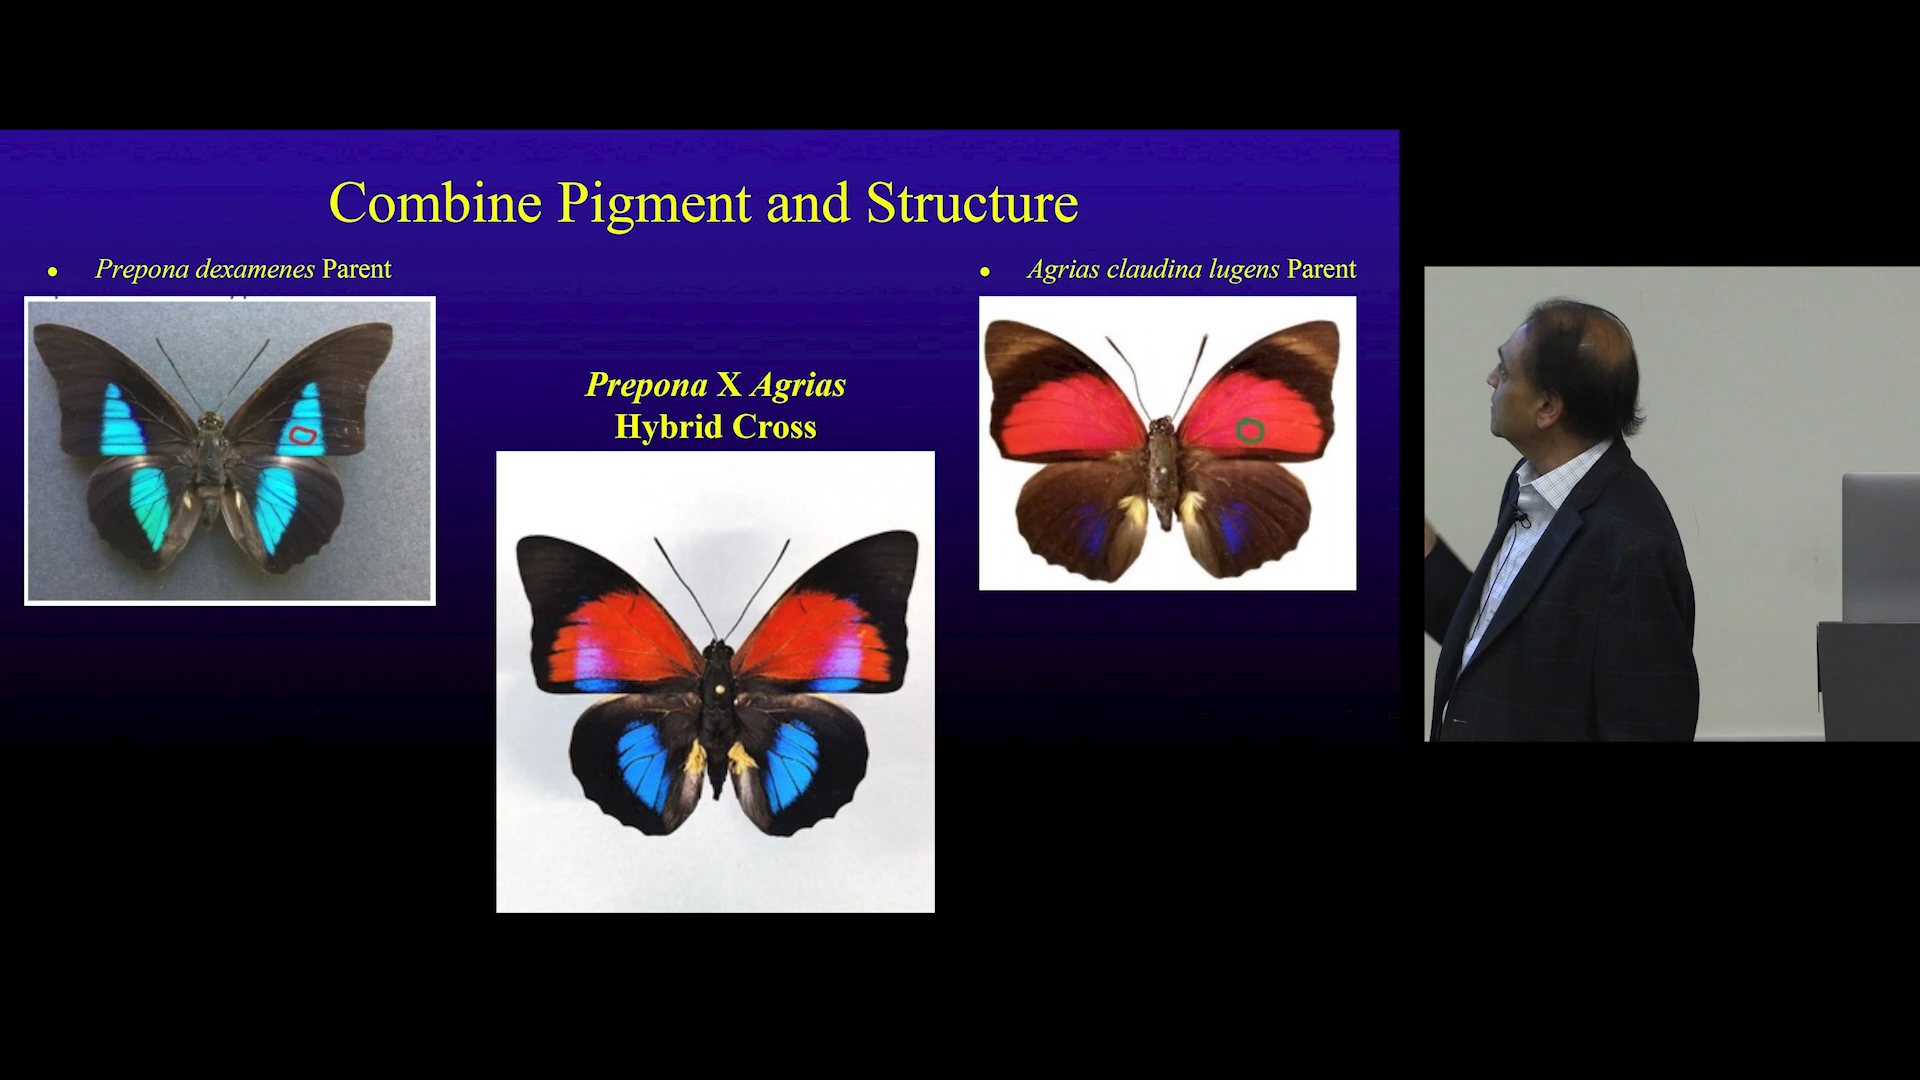 Combine Pigment and Structure
• Prepona dexamenes Parent
• Agrias claudina lugens Parent
Prepona X Agrias
Hybrid Cross